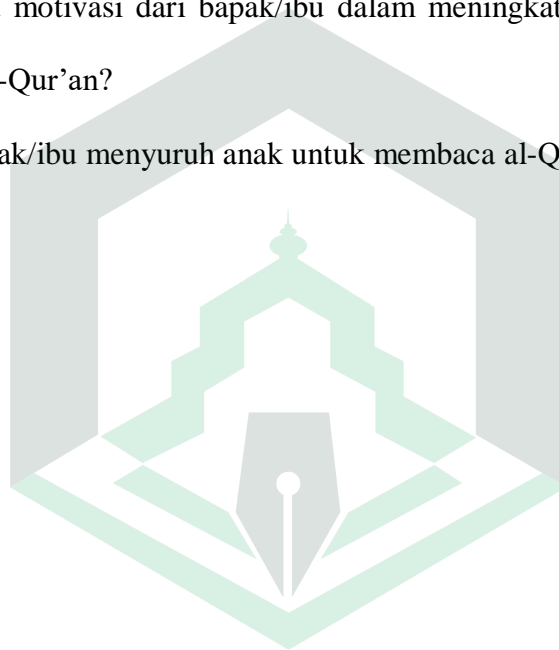 motivasi dari bapak/ibu dalam meningkat
-Qur’an?
ak/ibu menyuruh anak untuk membaca al-Q